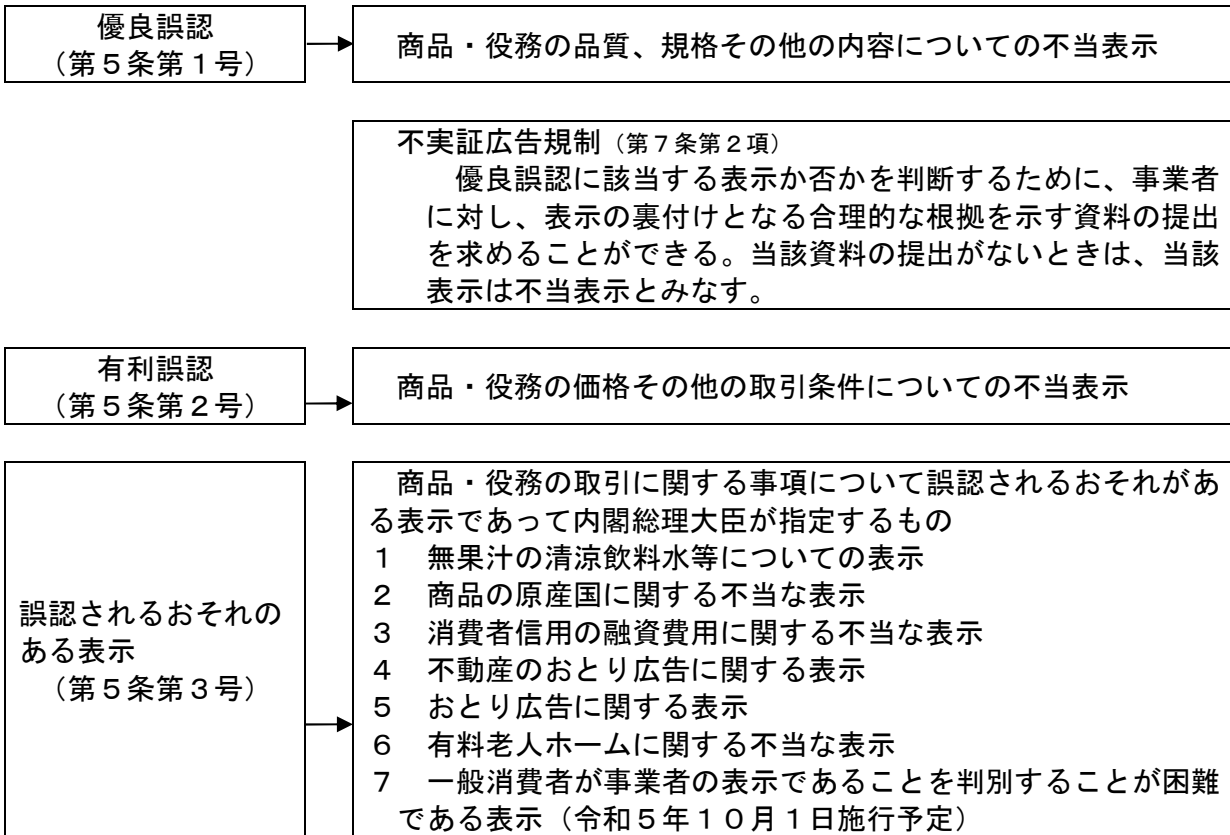 優良誤認
（第５条第１号）
商品・役務の品質、規格その他の内容についての不当表示
不実証広告規制（第７条第２項）
優良誤認に該当する表示か否かを判断するために、事業者
に対し、表示の裏付けとなる合理的な根拠を示す資料の提出
を求めることができる。当該資料の提出がないときは、当該
表示は不当表示とみなす。
有利誤認
（第５条第２号）
商品・役務の価格その他の取引条件についての不当表示
誤認されるおそれの
ある表示
（第５条第３号）
商品・役務の取引に関する事項について誤認されるおそれがあ
る表示であって内閣総理大臣が指定するもの
１　無果汁の清涼飲料水等についての表示
２　商品の原産国に関する不当な表示
３　消費者信用の融資費用に関する不当な表示
４　不動産のおとり広告に関する表示
５　おとり広告に関する表示
６　有料老人ホームに関する不当な表示
７　一般消費者が事業者の表示であることを判別することが困難
である表示（令和５年１０月１日施行予定）